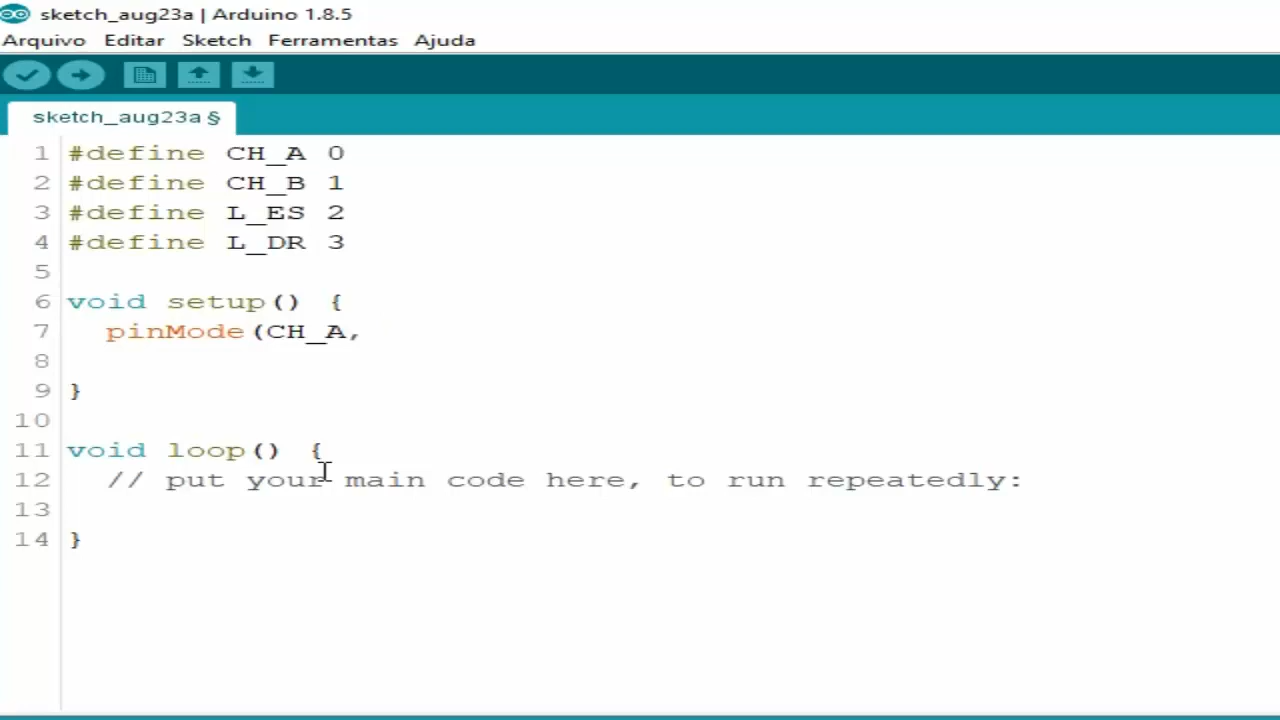 sketch_aug23a | Arduino 1.8.5
Arquivo Editar Sketch Ferramentas Ajuda
sketch_aug23a §
1 #define CH_A 0
2 #define CH_B 1
3 #define L_ES 2
4 #define L_DR 3
5
6 void setup() {
7 pinMode(CH_A,
8
9 }
10
11 void loop() {
12 // put your main code here, to run repeatedly:
13
14 }